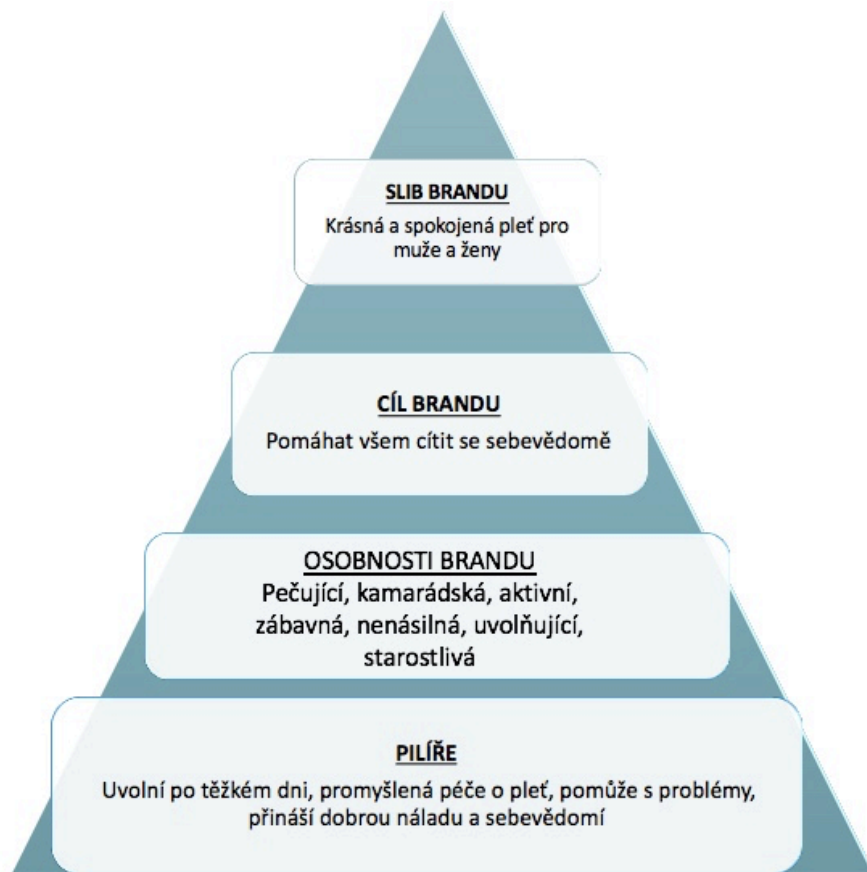 SLIB BRANDU
Krásná a spokojená pleť pro
muže a ženy
CÍL BRANDU
Pomáhat všem cítit se sebevědomě
OSOBNOSTI BRANDU
Pečující, kamarádská, aktivní,
zábavná, nenásilná, uvolňující,
starostlivá
PILÍŘE
Uvolní po těžkém dni, promyšlená péče o pleť, pomůže s problémy,
přináší dobrou náladu a sebevědomí